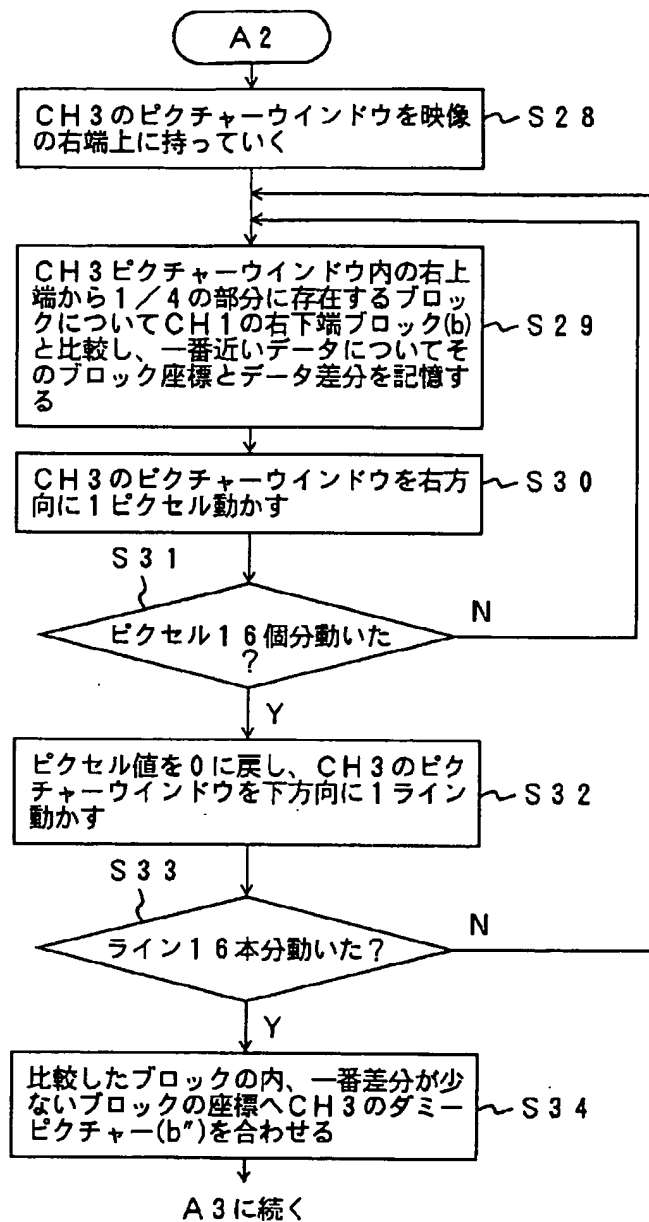 A2
CH3のピクチャーウインドウを映像
の右端上に持っていく
S28
CH3ピクチャーウインドウ内の右上
端から1/4の部分に存在するブロッ
クについてCH1の右下端ブロック(b)
と比較し、一番近いデータについてそ
のブロック座標とデータ差分を記憶す
る
S29
CH3のピクチャーウインドウを右方
向に1ピクセル動かす
S30
S31
ピクセル16個分動いた
?
N
Y
ピクセル値を0に戻し、CH3のピク
チャーウインドウを下方向に1ライン
動かす
S32
S33
ライン16本分動いた?
N
Y
比較したブロックの内、一番差分が少
ないブロックの座標へCH3のダミー
ピクチャー(b")を合わせる
S34
A3に続く